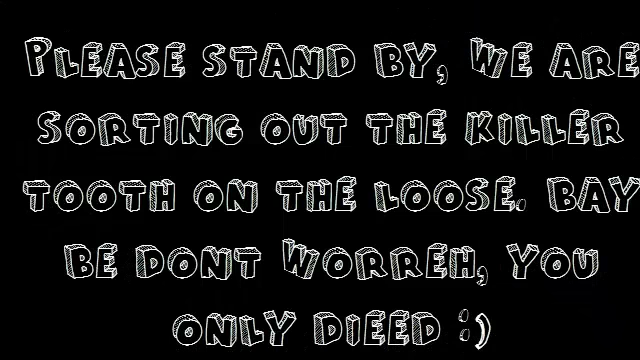 PLEASE STAND BY, WE ARE
SORTING OUT THE KILLER
TOOTH ON THE LOOSE. BAY
BE DONT WORREH, YOU
ONLY DIEED :)